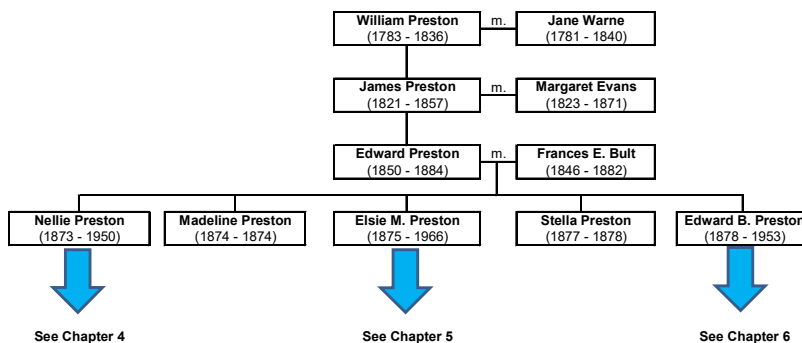 William Preston m. Jane Warne
(1783 - 1836) (1781 - 1840)
James Preston m. Margaret Evans
(1821 - 1857) (1823 - 1871)
Edward Preston m. Frances E. Bult
(1850 - 1884) (1846 - 1882)
Nellie Preston Madeline Preston Elsie M. Preston Stella Preston Edward B. Preston
(1873 - 1950) (1874 - 1874) (1875 - 1966) (1877 - 1878) (1878 - 1953)
See Chapter 4 See Chapter 5 See Chapter 6